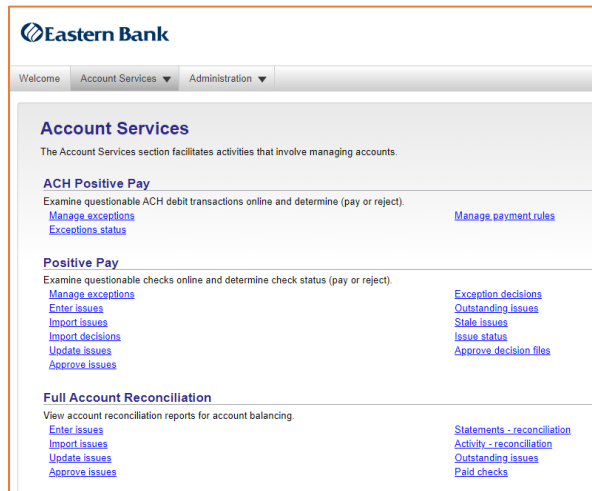 Eastern Bank
Welcome Account Services Administration
Account Services
The Account Services section facilitates activities that involve managing accounts.
ACH Positive Pay
Examine questionable ACH debit transactions online and determine (pay or reject).
Manage exceptions Manage payment rules
Exceptions status
Positive Pay
Examine questionable checks online and determine check status (pay or reject).
Manage exceptions Exception decisions
Enter issues Outstanding issues
Import issues Stale issues
Import decisions Issue status
Update issues Approve decision files
Approve issues
Full Account Reconciliation
View account reconciliation reports for account balancing.
Enter issues Statements - reconciliation
Import issues Activity - reconciliation
Update issues Outstanding issues
Approve issues Paid checks